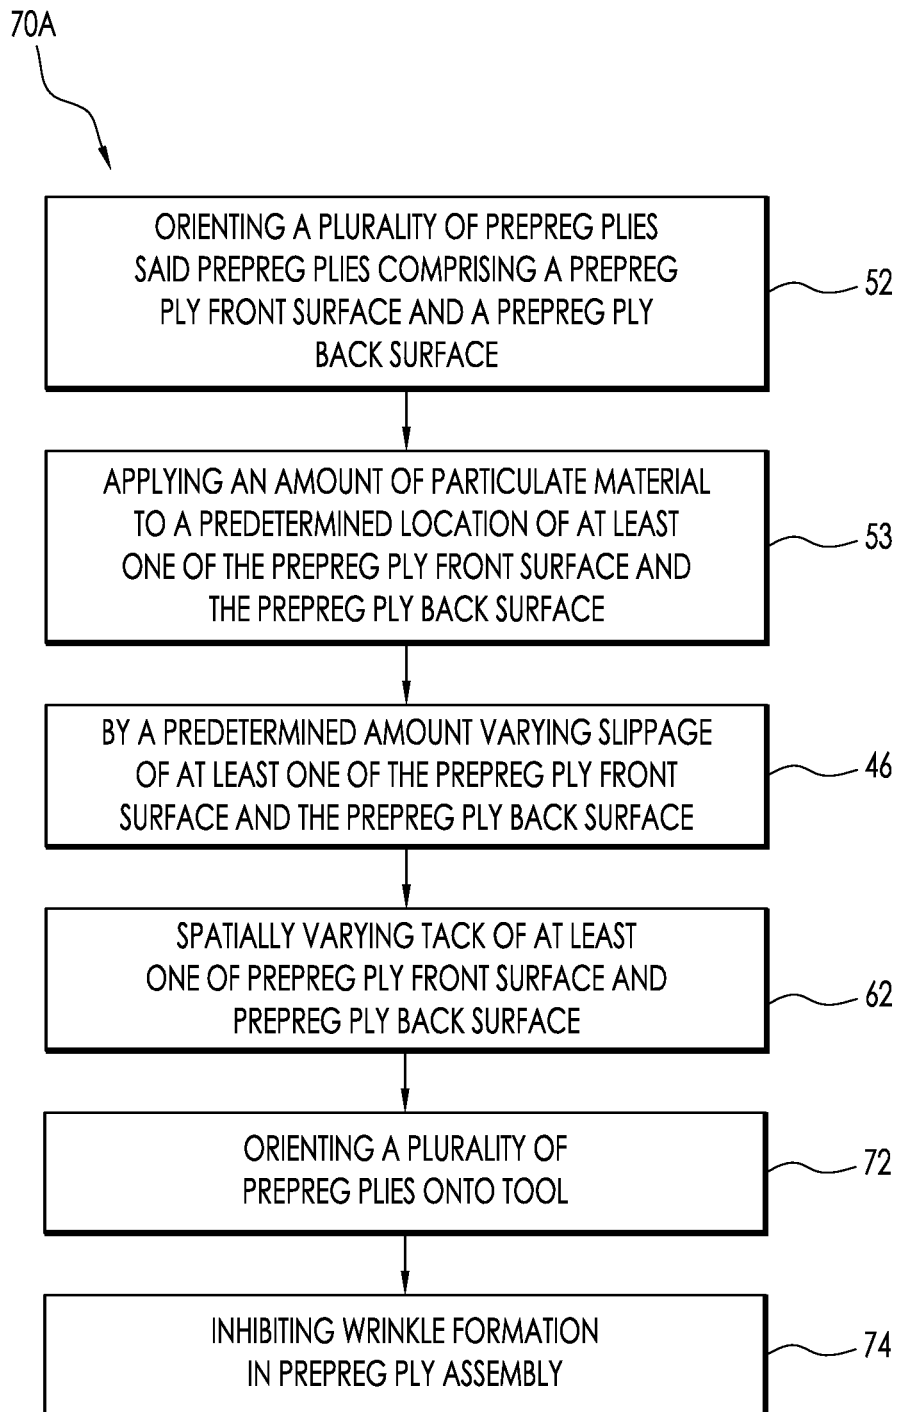 70A
ORIENTING A PLURALITY OF PREPREG PLIES
SAID PREPREG PLIES COMPRISING A PREPREG
PLY FRONT SURFACE AND A PREPREG PLY
BACK SURFACE
52
APPLYING AN AMOUNT OF PARTICULATE MATERIAL
TO A PREDETERMINED LOCATION OF AT LEAST
ONE OF THE PREPREG PLY FRONT SURFACE AND
THE PREPREG PLY BACK SURFACE
53
BY A PREDETERMINED AMOUNT VARYING SLIPPAGE
OF AT LEAST ONE OF THE PREPREG PLY FRONT
SURFACE AND THE PREPREG PLY BACK SURFACE
46
SPATIALLY VARYING TACK OF AT LEAST
ONE OF PREPREG PLY FRONT SURFACE AND
PREPREG PLY BACK SURFACE
62
ORIENTING A PLURALITY OF
PREPREG PLIES ONTO TOOL
72
INHIBITING WRINKLE FORMATION
IN PREPREG PLY ASSEMBLY
74